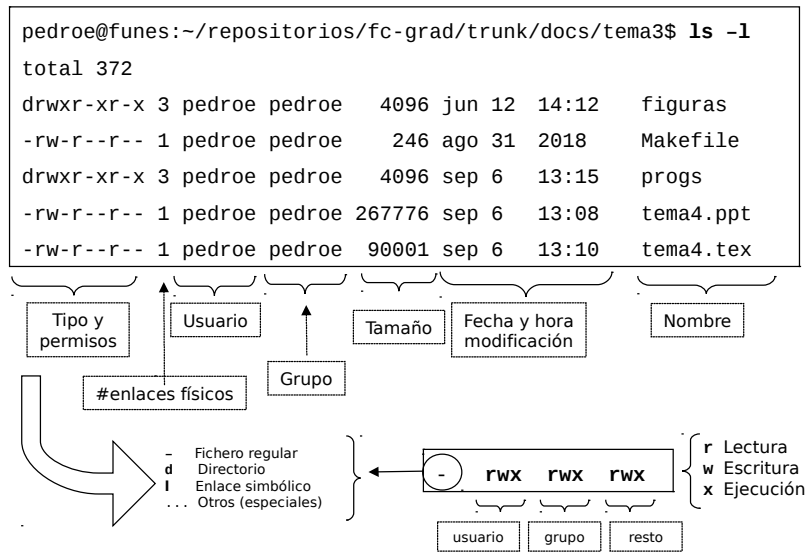 pedroe@funes:~/repositorios/fc-grad/trunk/docs/tema3$ ls –l
total 372
drwxr-xr-x 3 pedroe pedroe 4096 jun 12 14:12 figuras
-rw-r--r-- 1 pedroe pedroe 246 ago 31 2018 Makefile
drwxr-xr-x 3 pedroe pedroe 4096 sep 6 13:15 progs
-rw-r--r-- 1 pedroe pedroe 267776 sep 6 13:08 tema4.ppt
-rw-r--r-- 1 pedroe pedroe 90001 sep 6 13:10 tema4.tex
Tipo y
permisos
Usuario
Tamaño
Fecha y hora
modificación
Nombre
#enlaces físicos
Grupo
– Fichero regular
d Directorio
l Enlace simbólico
... Otros (especiales)
- rwx rwx rwx
r Lectura
w Escritura
x Ejecución
usuario grupo resto